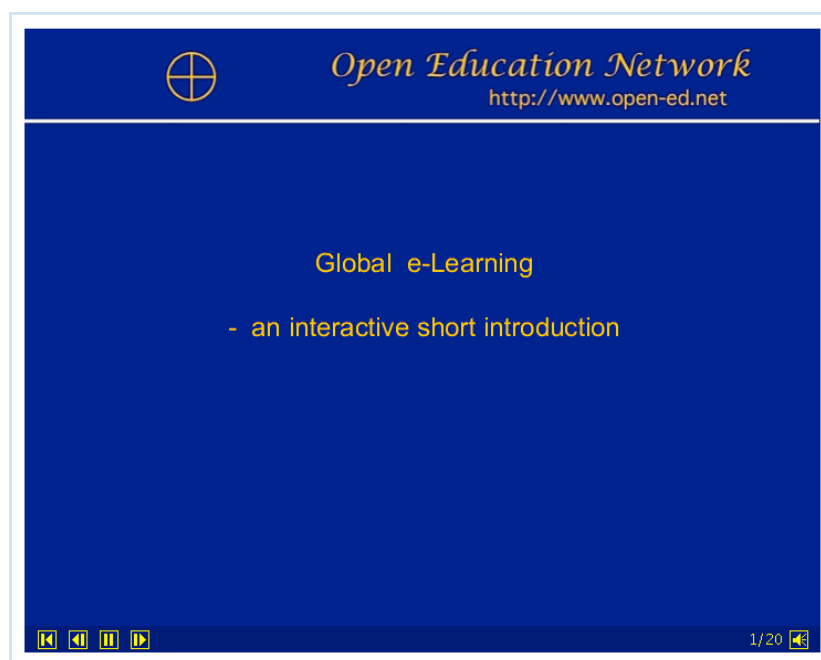 Open Education Network
http://www.open-ed.net
Global e-Learning
- an interactive short introduction
1/20